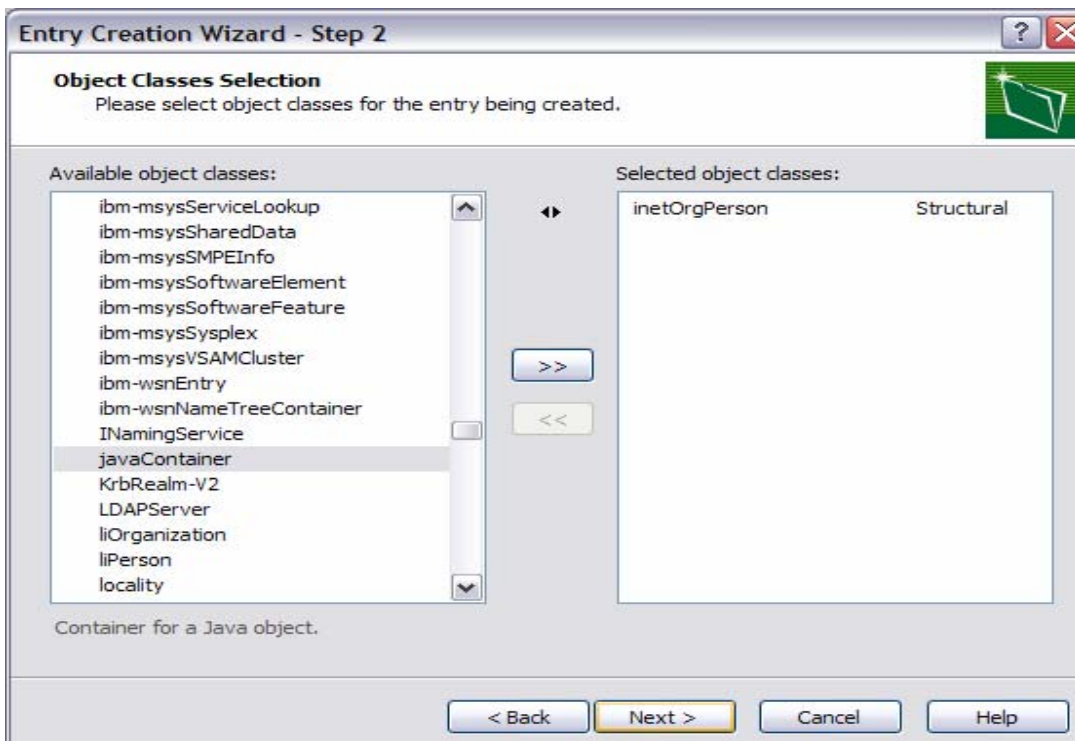 Entry Creation Wizard - Step 2
?
Object Classes Selection
Please select object classes for the entry being created.
Available object classes:
ibm-msysServiceLookup
ibm-msysSharedData
ibm-msysSMPEInfo
ibm-msysSoftwareElement
ibm-msysSoftwareFeature
ibm-msysSysplex
ibm-msysVSAMCluster
ibm-wsnEntry
ibm-wsnNameTreeContainer
INamingService
javaContainer
KrbRealm-V2
LDAPServer
liOrganization
liPerson
locality
Container for a Java object.
>>
<<
Selected object classes:
inetOrgPerson Structural
< Back Next > Cancel Help